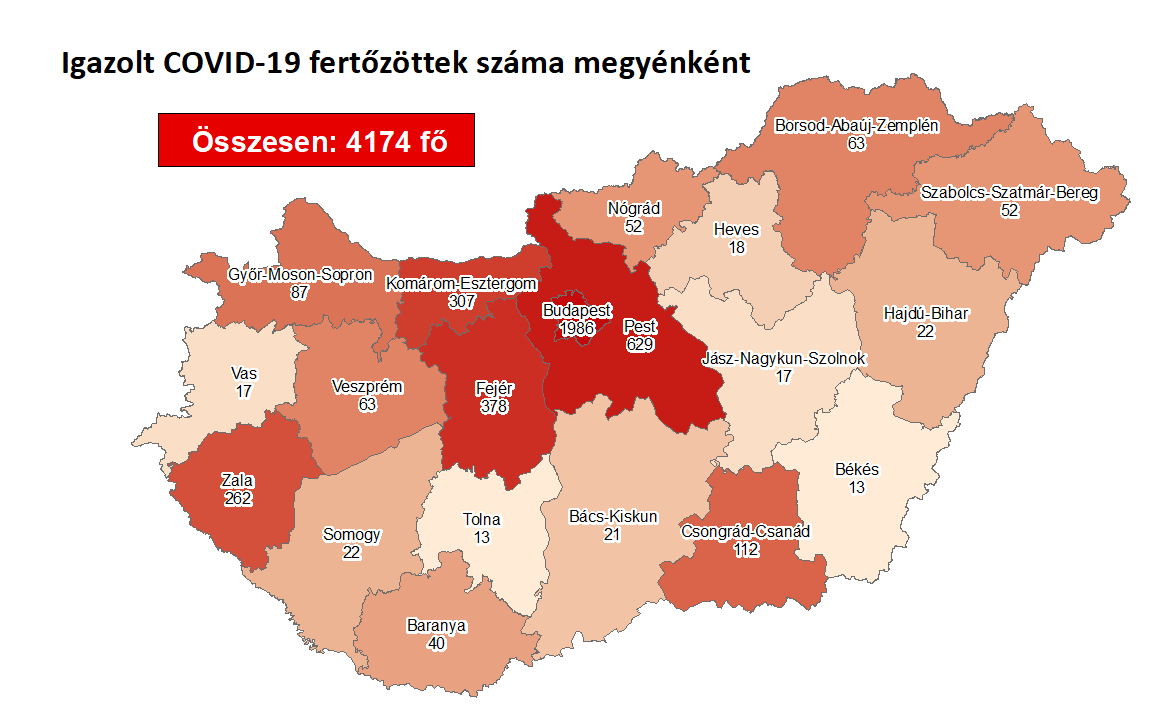 Igazolt COVID-19 fertőzöttek száma megyénként
Összesen: 4174 fő
Borsod-Abaúj-Zemplén
63
Szabolcs-Szatmár-Bereg
52
Nógrád
52
Heves
18
Győr-Moson-Sopron
87
Komárom-Esztergom
307
Budapest
1986
Pest
629
Hajdú-Bihar
22
Jász-Nagykun-Szolnok
17
Vas
17
Veszprém
63
Fejér
378
Zala
262
Békés
13
Tolna
13
Bács-Kiskun
21
Csongrád-Csanád
112
Somogy
22
Baranya
40